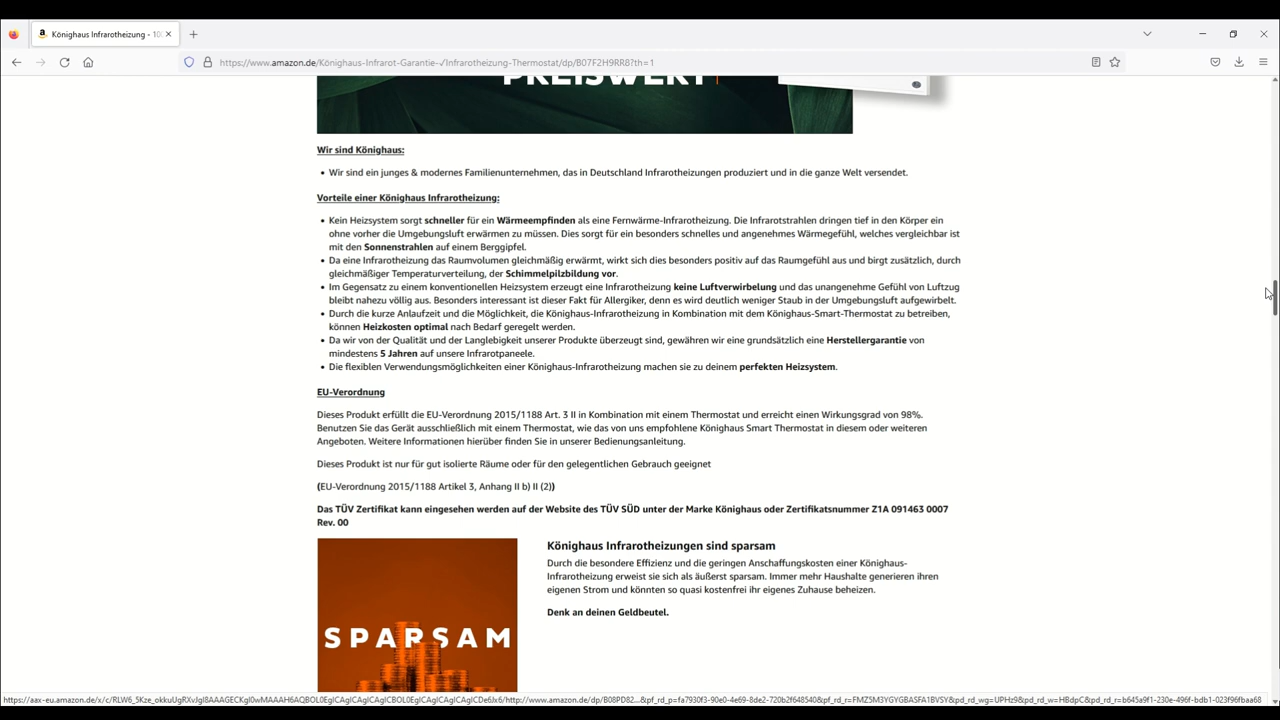 Könighaus Infrarotheizung - 10
https://www.amazon.de/Könighaus-Infrarot-Garantie-✓Infrarotheizung-Thermostat/dp/B07F2H9RR8?th=1
PREISWERT
Wir sind Könighaus:
• Wir sind ein junges & modernes Familienunternehmen, das in Deutschland Infrarotheizungen produziert und in die ganze Welt versendet.
Vorteile einer Könighaus Infrarotheizung:
• Kein Heizsystem sorgt schneller für ein Wärmeempfinden als eine Fernwärme-Infrarotheizung. Die Infrarotstrahlen dringen tief in den Körper ein
ohne vorher die Umgebungsluft erwärmen zu müssen. Dies sorgt für ein besonders schnelles und angenehmes Wärmegefühl, welches vergleichbar ist
mit den Sonnenstrahlen auf einem Berggipfel.
• Da eine Infrarotheizung das Raumvolumen gleichmäßig erwärmt, wirkt sich dies besonders positiv auf das Raumgefühl aus und birgt zusätzlich, durch
gleichmäßiger Temperaturverteilung, der Schimmelpilzbildung vor.
• Im Gegensatz zu einem konventionellen Heizsystem erzeugt eine Infrarotheizung keine Luftverwirbelung und das unangenehme Gefühl von Luftzug
bleibt nahezu völlig aus. Besonders interessant ist dieser Fakt für Allergiker, denn es wird deutlich weniger Staub in der Umgebungsluft aufgewirbelt.
• Durch die kurze Anlaufzeit und die Möglichkeit, die Könighaus-Infrarotheizung in Kombination mit dem Könighaus-Smart-Thermostat zu betreiben,
können Heizkosten optimal nach Bedarf geregelt werden.
• Da wir von der Qualität und der Langlebigkeit unserer Produkte überzeugt sind, gewähren wir eine grundsätzlich eine Herstellergarantie von
mindestens 5 Jahren auf unsere Infrarotpaneele.
• Die flexiblen Verwendungsmöglichkeiten einer Könighaus-Infrarotheizung machen sie zu deinem perfekten Heizsystem.
EU-Verordnung
Dieses Produkt erfüllt die EU-Verordnung 2015/1188 Art. 3 II in Kombination mit einem Thermostat und erreicht einen Wirkungsgrad von 98%.
Benutzen Sie das Gerät ausschließlich mit einem Thermostat, wie das von uns empfohlene Könighaus Smart Thermostat in diesem oder weiteren
Angeboten. Weitere Informationen hierüber finden Sie in unserer Bedienungsanleitung.
Dieses Produkt ist nur für gut isolierte Räume oder für den gelegentlichen Gebrauch geeignet
(EU-Verordnung 2015/1188 Artikel 3, Anhang II b) II (2))
Das TÜV Zertifikat kann eingesehen werden auf der Website des TÜV SÜD unter der Marke Könighaus oder Zertifikatsnummer Z1A 091463 0007
Rev. 00
Könighaus Infrarotheizungen sind sparsam
Durch die besondere Effizienz und die geringen Anschaffungskosten einer Könighaus-
Infrarotheizung erweist sie sich als äußerst sparsam. Immer mehr Haushalte generieren ihren
eigenen Strom und könnten so quasi kostenfrei ihr eigenes Zuhause beheizen.
Denk an deinen Geldbeutel.
SPARSAM